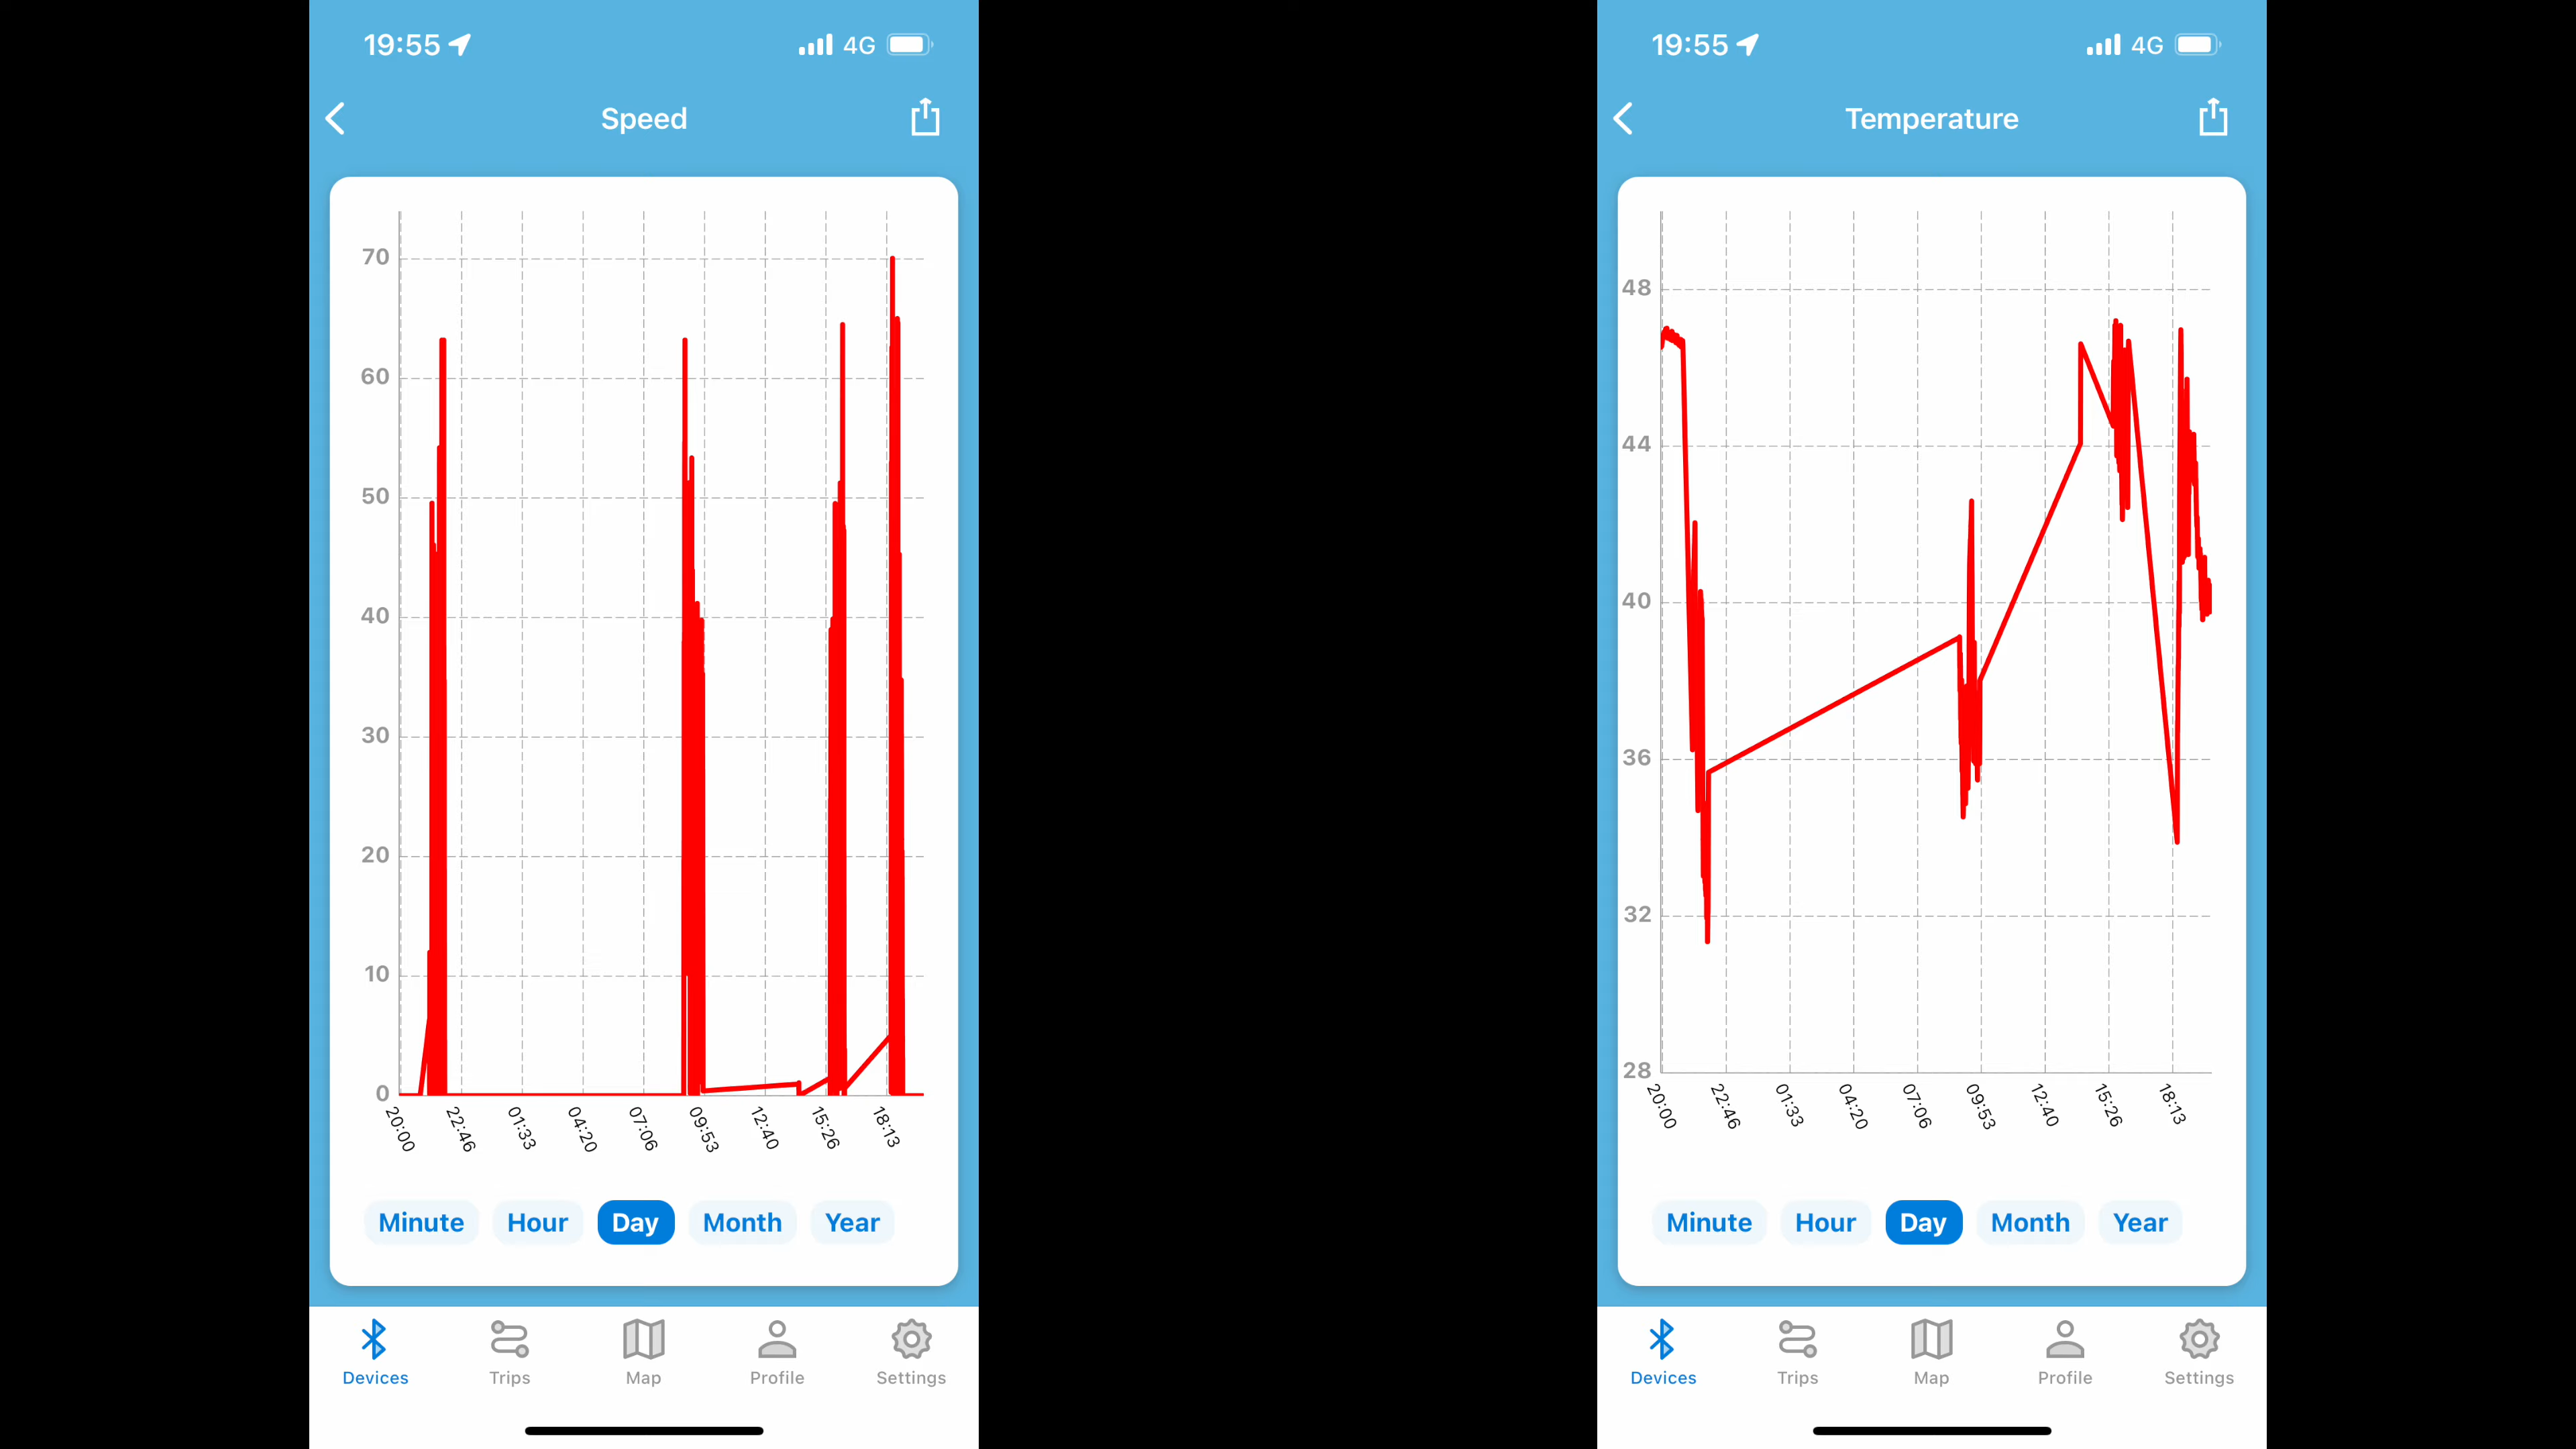 19:55 4G
Speed
70
60
50
40
30
20
10
0
20:00 22:46 01:33 04:20 07:06 09:53 12:40 15:26 18:13
Minute Hour Day Month Year
Devices Trips Map Profile Settings
19:55 4G
Temperature
48
44
40
36
32
28
20:00 22:46 01:33 04:20 07:06 09:53 12:40 15:26 18:13
Minute Hour Day Month Year
Devices Trips Map Profile Settings